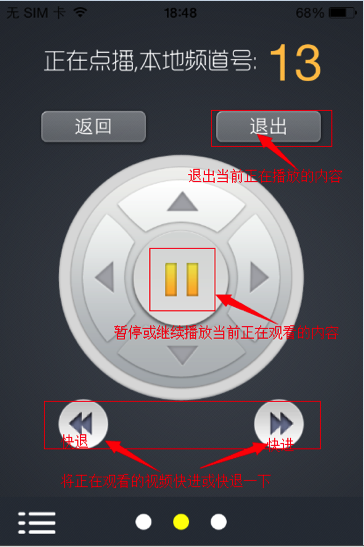 无 SIM 卡 18:48 68%
正在点播,本地频道号: 13
返回 退出
退出当前正在播放的内容
暂停或继续播放当前正在观看的内容
快退 快进
将正在观看的视频快进或快退一下